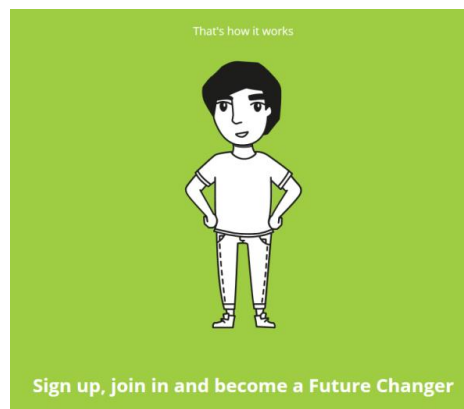 That's how it works
Sign up, join in and become a Future Changer